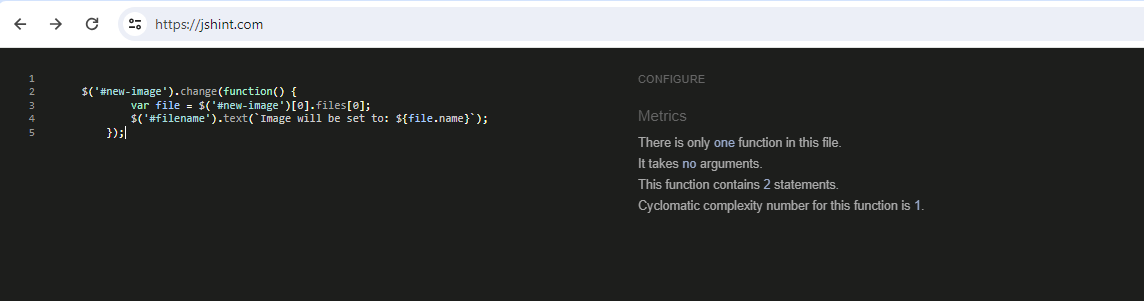 https://jshint.com
1
2 $('#new-image').change(function() {
3 var file = $('#new-image')[0].files[0];
4 $('#filename').text(`Image will be set to: ${file.name}`);
5 });
CONFIGURE
Metrics
There is only one function in this file.
It takes no arguments.
This function contains 2 statements.
Cyclomatic complexity number for this function is 1.